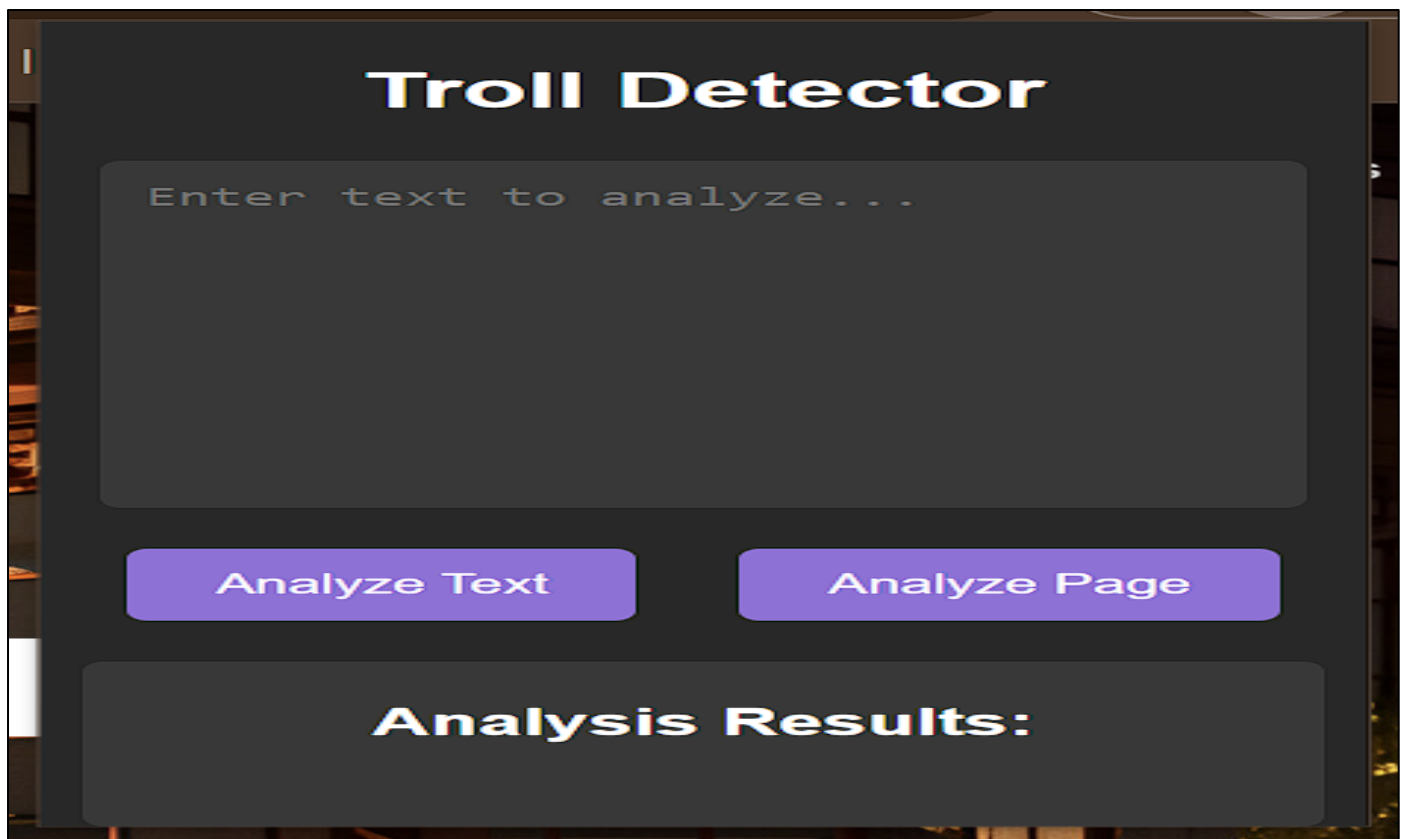 Troll Detector
Enter text to analyze...
Analyze Text
Analyze Page
Analysis Results: